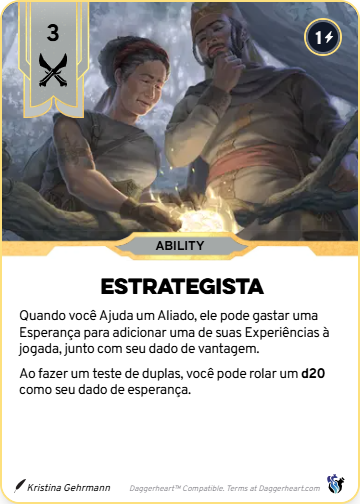 3
1
ABILITY
ESTRATEGISTA
Quando você Ajuda um Aliado, ele pode gastar uma
Esperança para adicionar uma de suas Experiências à
jogada, junto com seu dado de vantagem.
Ao fazer um teste de duplas, você pode rolar um d20
como seu dado de esperança.
Kristina Gehrmann
Daggerheart™ Compatible. Terms at Daggerheart.com